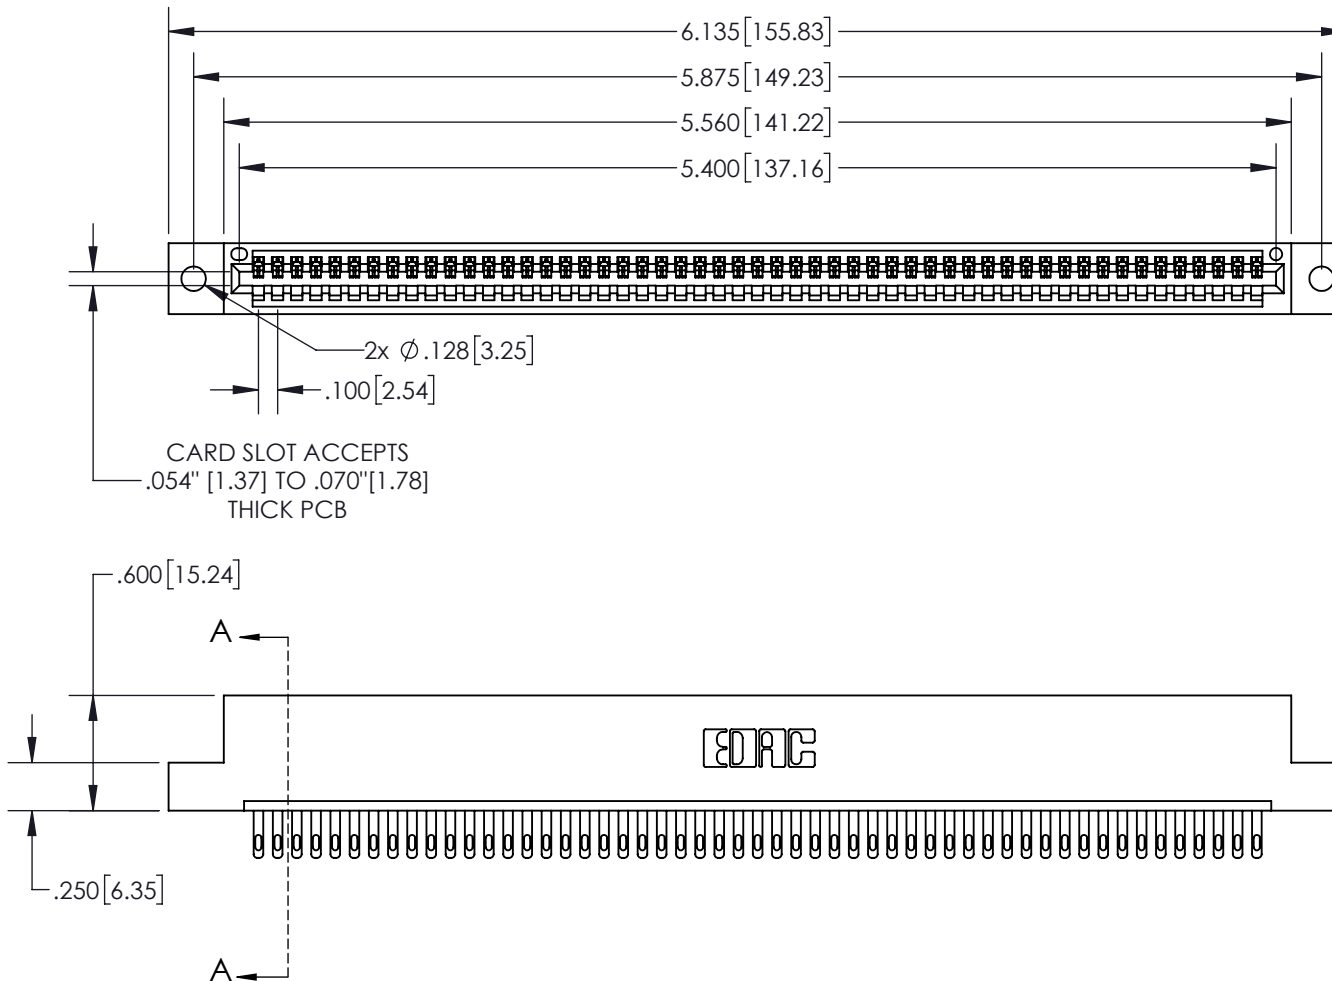 6.135[155.83]
5.875[149.23]
5.560[141.22]
5.400[137.16]
2x ∅.128[3.25]
.100[2.54]
CARD SLOT ACCEPTS
.054" [1.37] TO .070"[1.78]
THICK PCB
.600[15.24]
A
EDAC
.250[6.35]
A